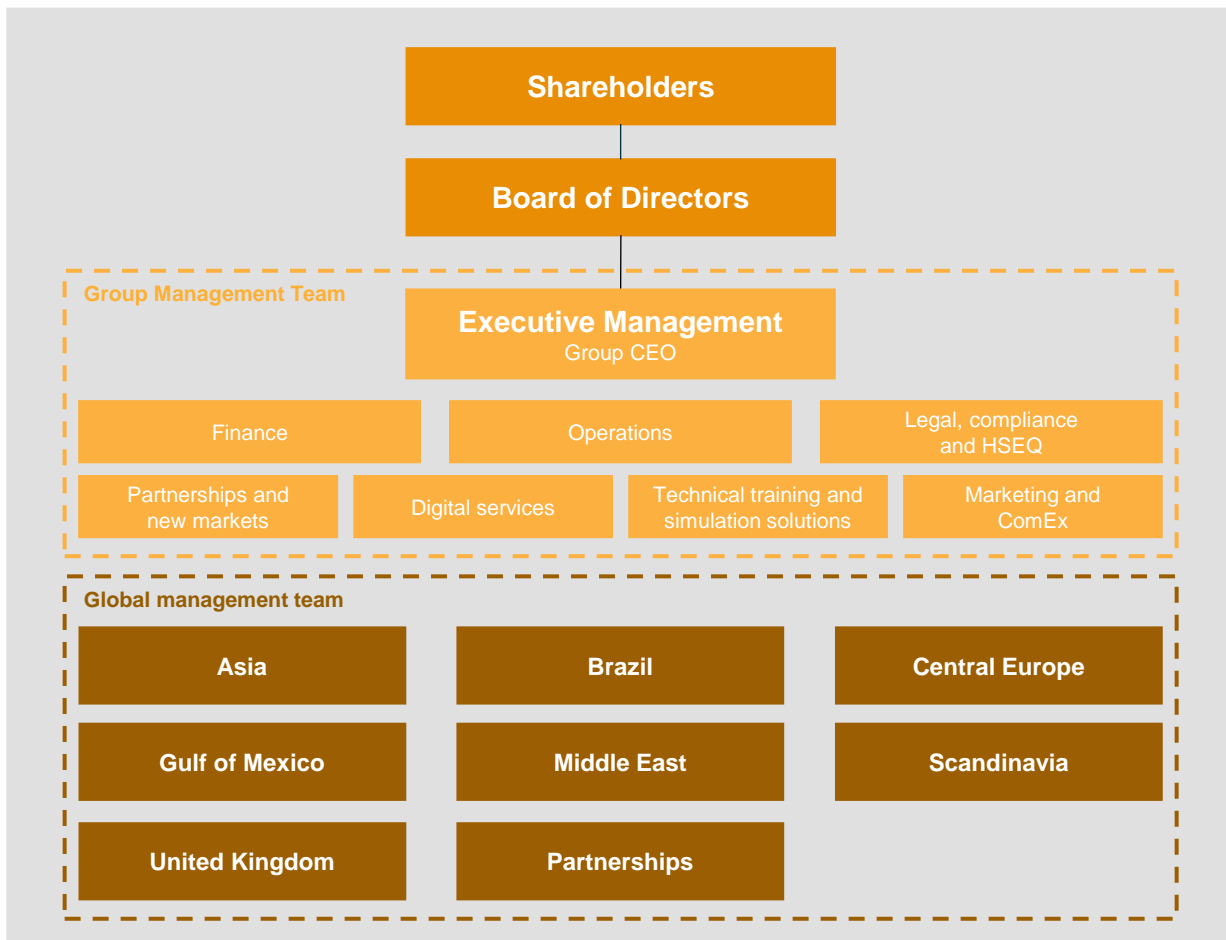 Shareholders
Board of Directors
Group Management Team
Executive Management
Group CEO
Finance
Operations
Legal, compliance
and HSEQ
Partnerships and
new markets
Digital services
Technical training and
simulation solutions
Marketing and
ComEx
Global management team
Asia
Brazil
Central Europe
Gulf of Mexico
Middle East
Scandinavia
United Kingdom
Partnerships